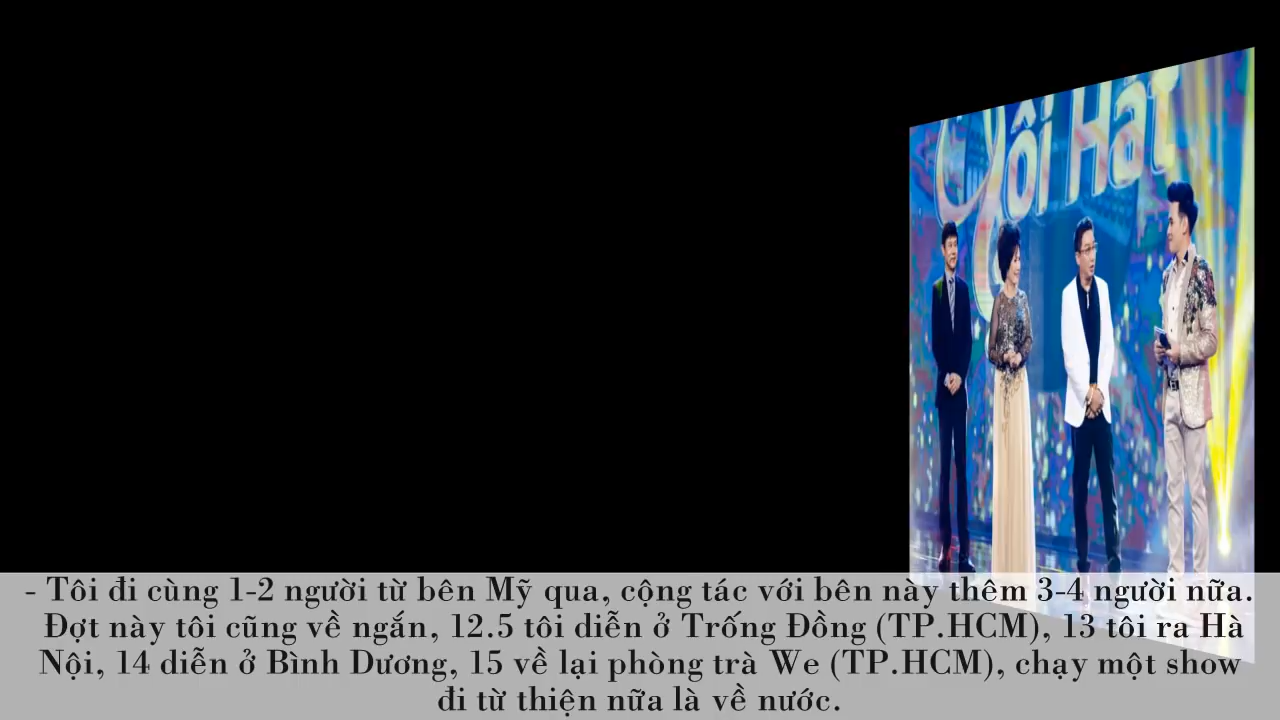 Ngôi Hát
- Tôi đi cùng 1-2 người từ bên Mỹ qua, cộng tác với bên này thêm 3-4 người nữa.
Đợt này tôi cũng về ngắn, 12.5 tôi diễn ở Trống Đồng (TP.HCM), 13 tôi ra Hà
Nội, 14 diễn ở Bình Dương, 15 về lại phòng trà We (TP.HCM), chạy một show
đi từ thiện nữa là về nước.